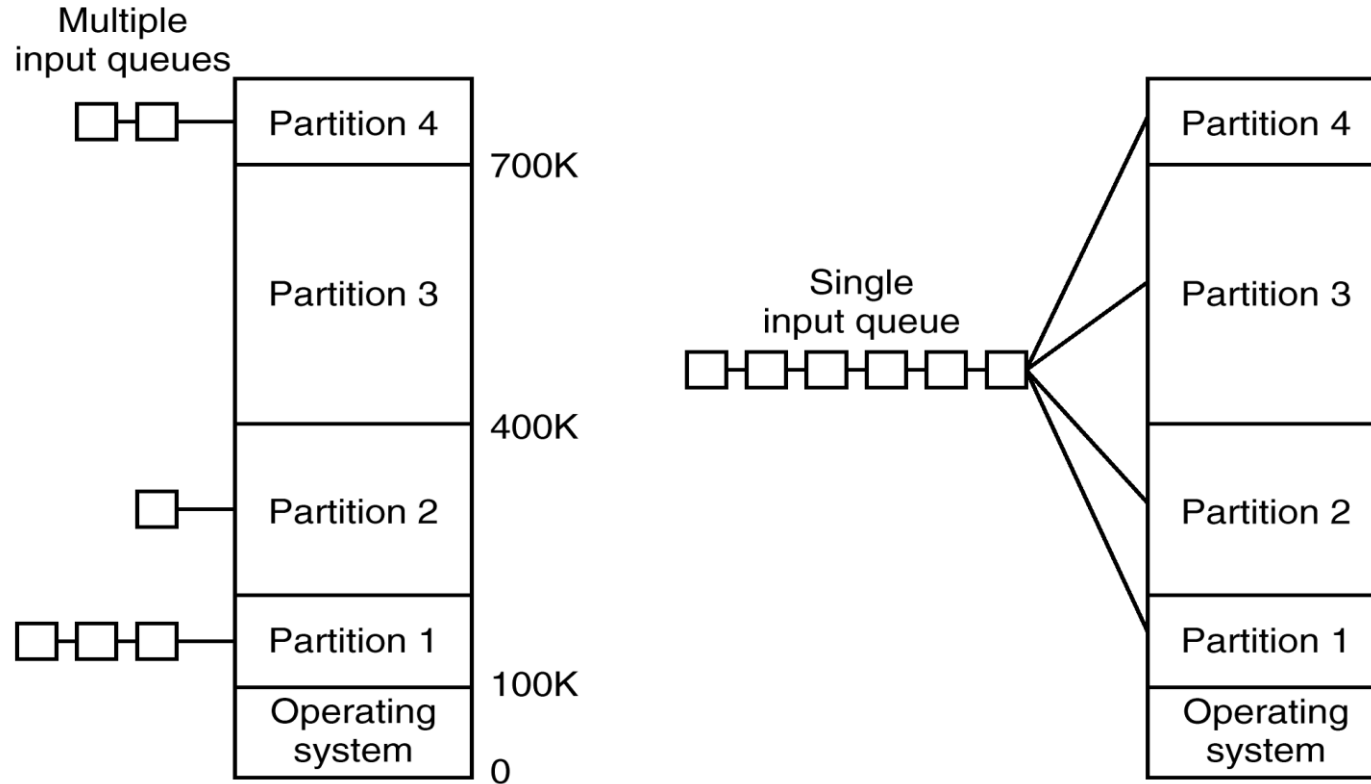 Multiple
input queues
Partition 4
700K
Partition 3
400K
Partition 2
Partition 1
100K
Operating
system
0
Single
input queue
Partition 4
Partition 3
Partition 2
Partition 1
Operating
system